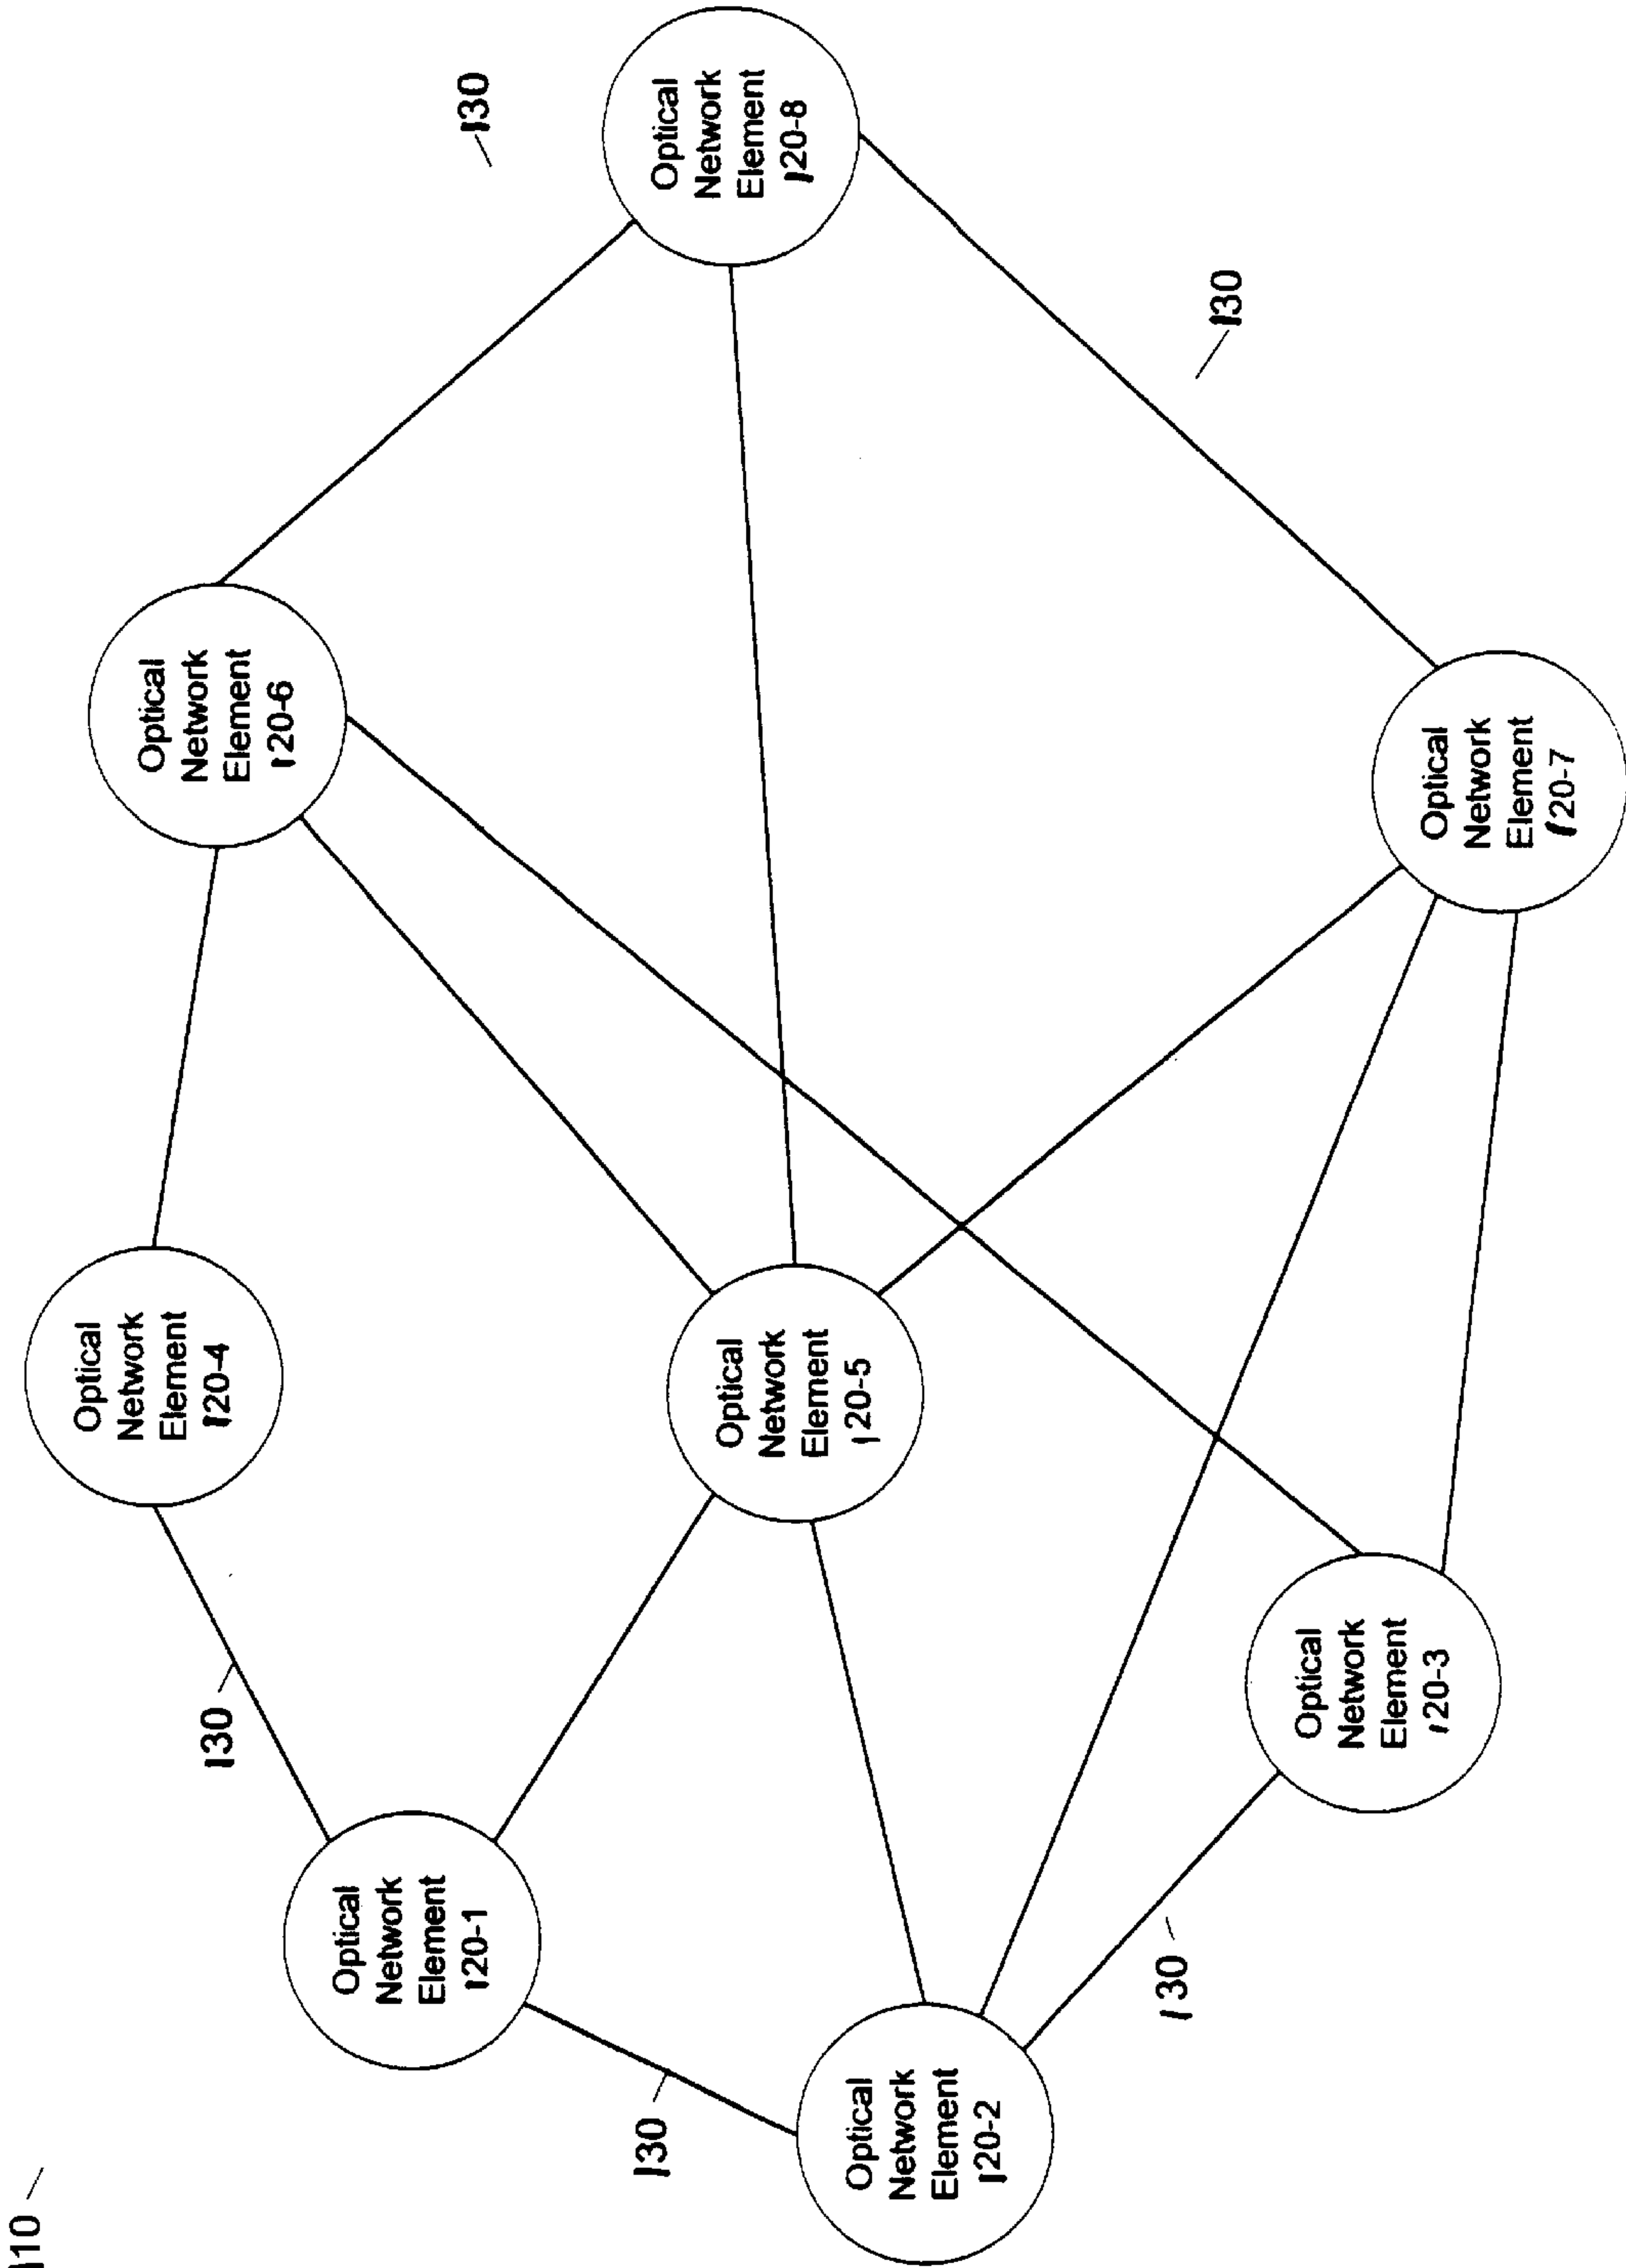 110
130
130
130
130
130
Optical
Network
Element
120-1
Optical
Network
Element
120-2
Optical
Network
Element
120-3
Optical
Network
Element
120-4
Optical
Network
Element
120-5
Optical
Network
Element
120-6
Optical
Network
Element
120-7
Optical
Network
Element
120-8